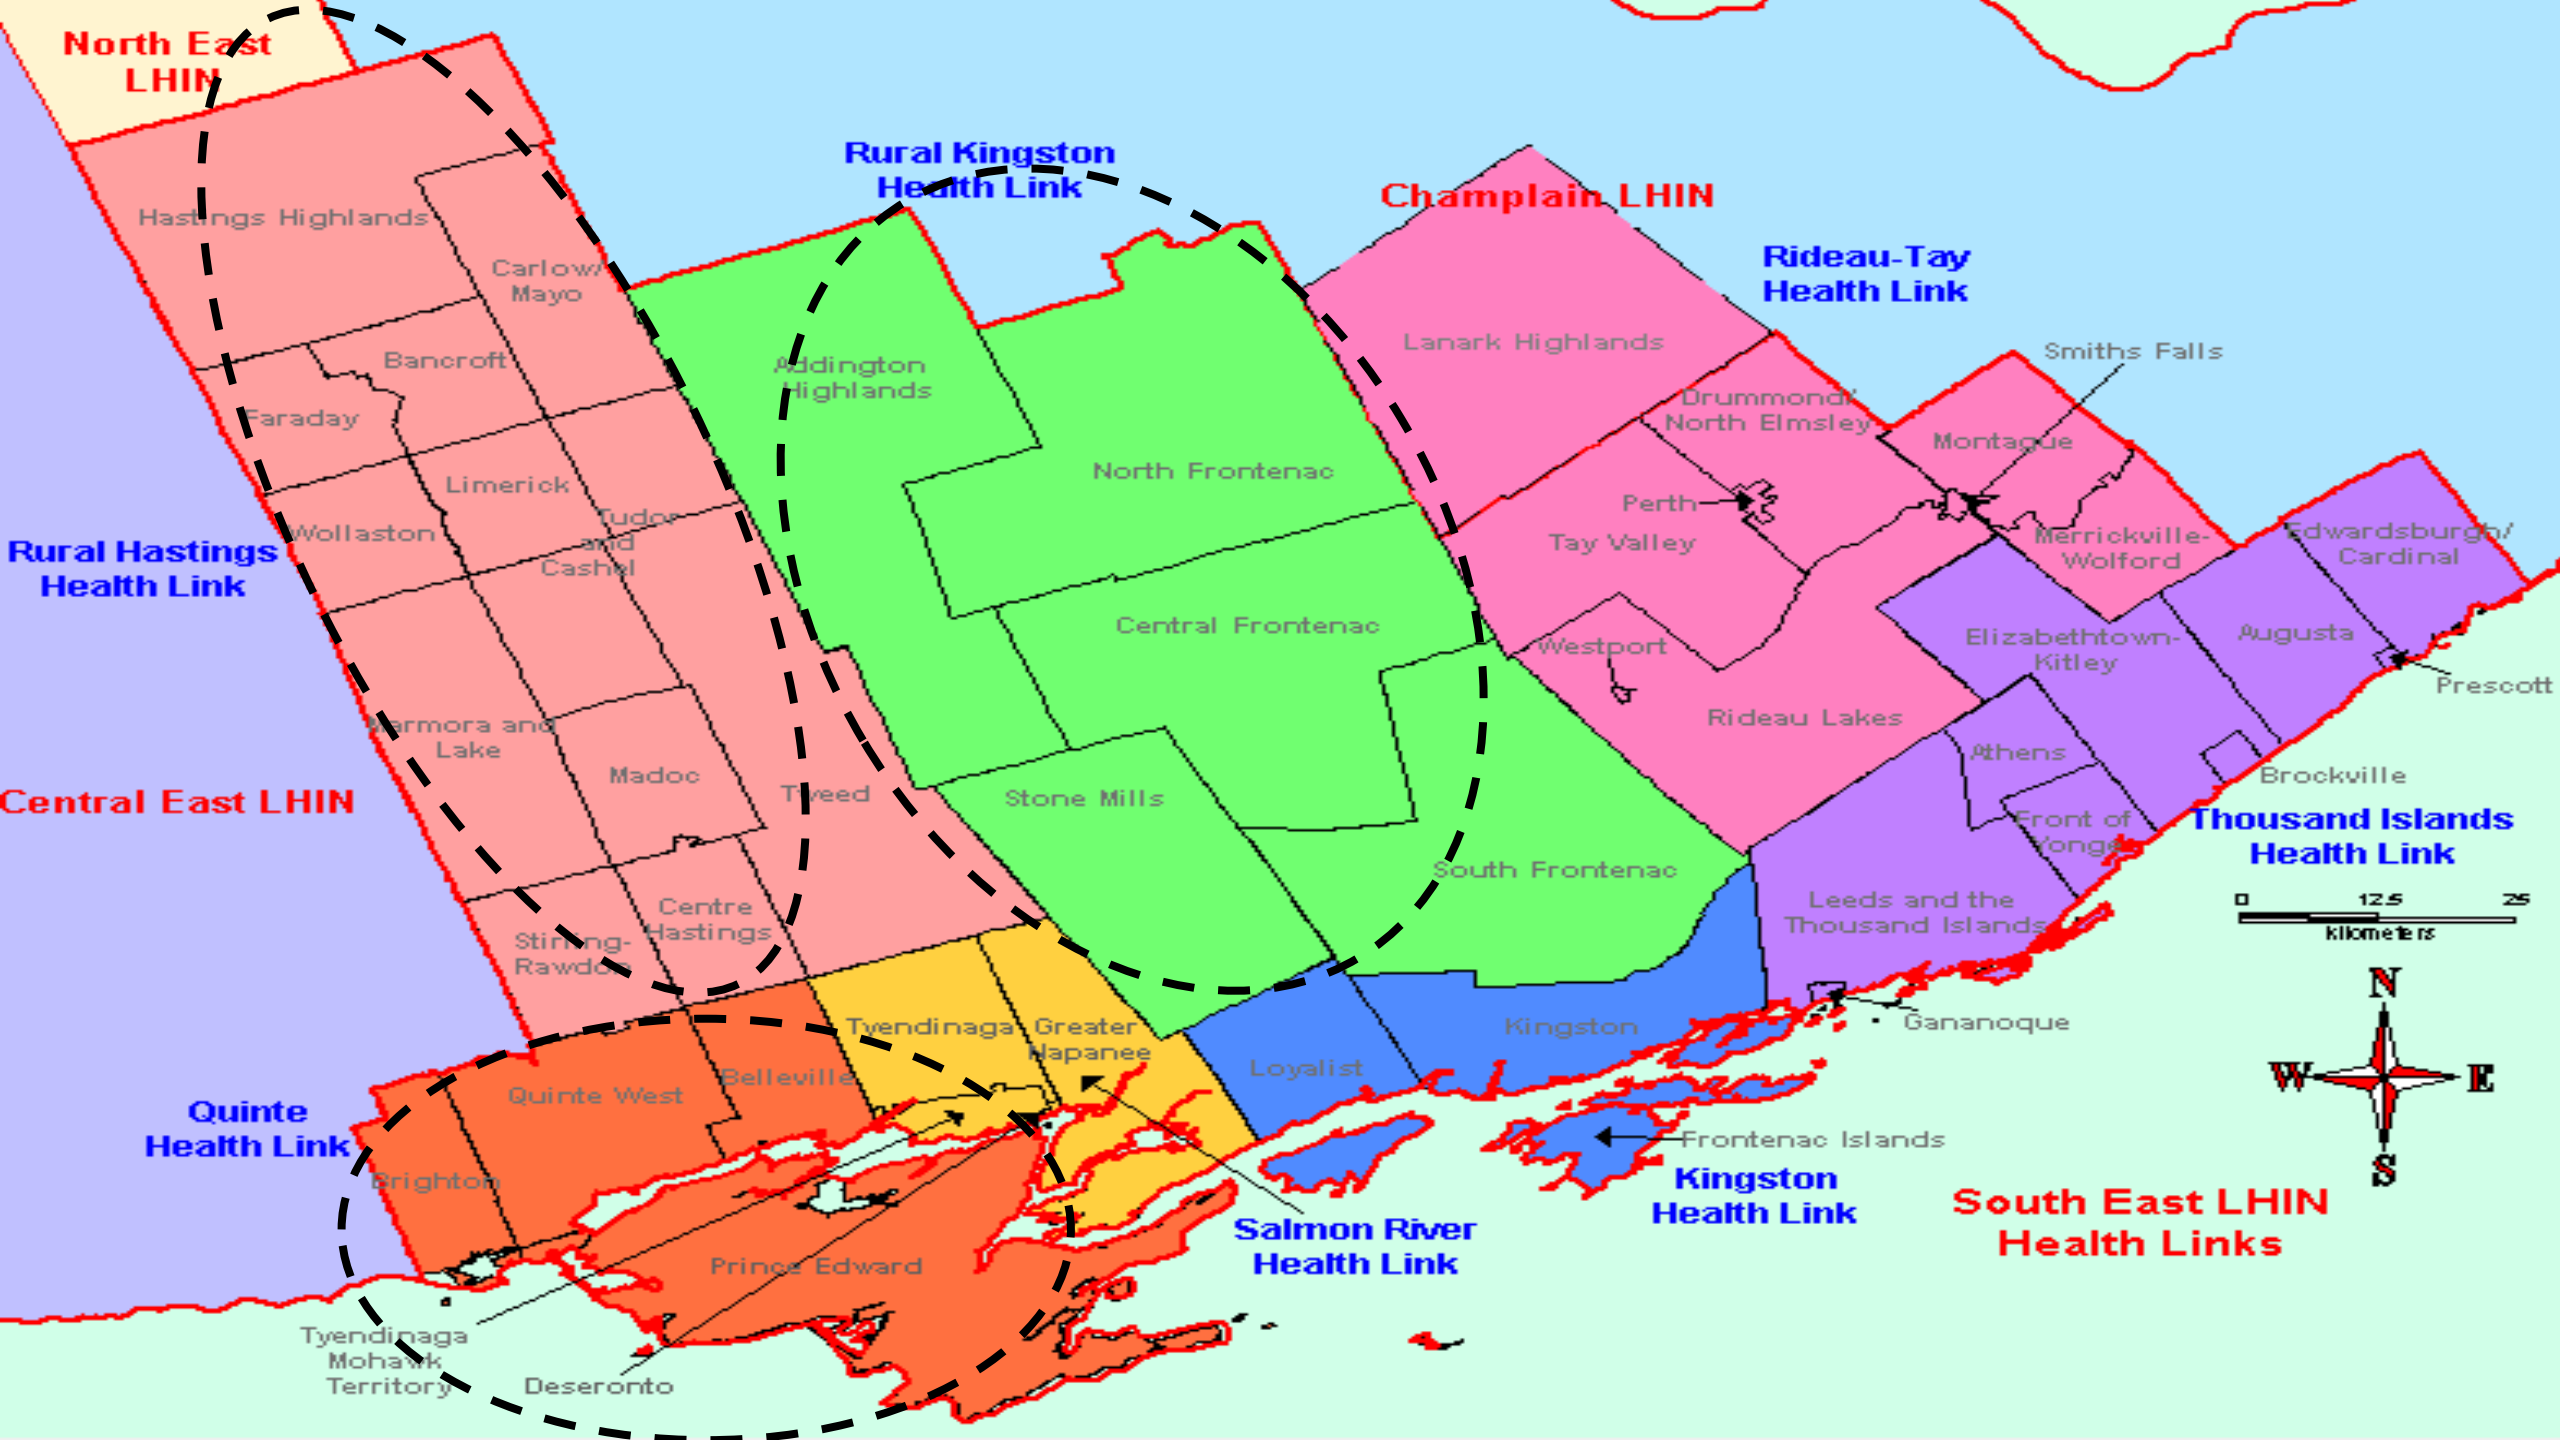 North East
LHIN
Rural Kingston
Health Link
Champlain LHIN
Hastings Highlands
Rideau-Tay
Health Link
Carlow/
Mayo
Lanark Highlands
Smiths Falls
Bancroft
Addington
Highlands
Drummond/
North Elmsley
Faraday
Montague
North Frontenac
Limerick
Perth
Tudor
and
Cashel
Wollaston
Tay Valley
Merrickville-
Wolford
Edwardsburgh/
Cardinal
Rural Hastings
Health Link
Central Frontenac
Westport
Elizabethtown-
Kitley
Augusta
Prescott
Marmora and
Lake
Rideau Lakes
Athens
Madoc
Tweed
Stone Mills
Brockville
Central East LHIN
Front of
Yonge
Thousand Islands
Health Link
South Frontenac
Leeds and the
Thousand Islands
0 12.5 25
kilometers
Centre
Hastings
Stirling-
Rawdon
N
W E
S
Tyendinaga
Greater
Napanee
Kingston
Gananoque
Loyalist
Belleville
Quinte West
Quinte
Health Link
Frontenac Islands
Brighton
Kingston
Health Link
South East LHIN
Health Links
Salmon River
Health Link
Prince Edward
Tyendinaga
Mohawk
Territory
Deseronto